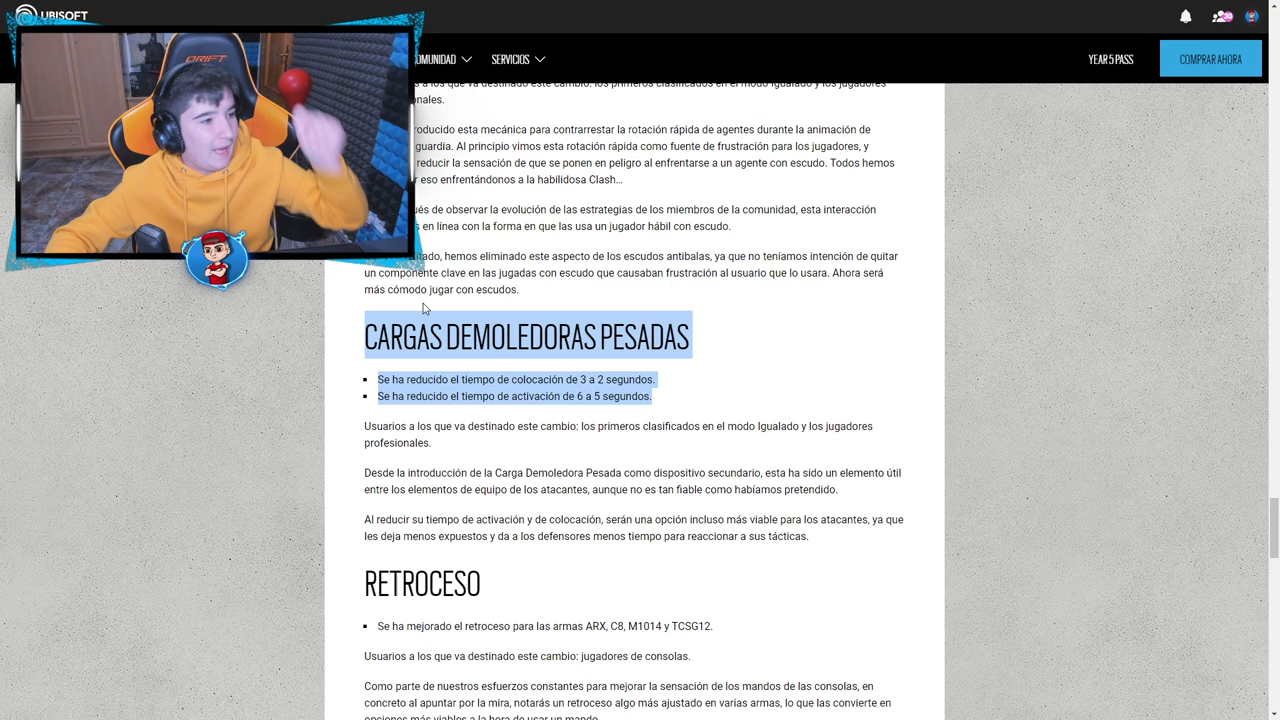 UBISOFT
COMUNIDAD SERVICIOS YEAR 5 PASS COMPRAR AHORA
DRIFT
a los que va destinado este cambio: los primeros clasificados en el modo Igualado y los jugadores
esta mecánica para contrarrestar la rotación rápida de agentes durante la animación de
guardia. Al principio vimos esta rotación rápida como fuente de frustración para los jugadores, y
reducir la sensación de que se ponen en peligro al enfrentarse a un agente con escudo. Todos hemos
eso enfrentándonos a la habilidosa Clash…
de observar la evolución de las estrategias de los miembros de la comunidad, esta interacción
en línea con la forma en que las usa un jugador hábil con escudo.
hemos eliminado este aspecto de los escudos antibalas, ya que no teníamos intención de quitar
un componente clave en las jugadas con escudo que causaban frustración al usuario que lo usara. Ahora será
más cómodo jugar con escudos.
CARGAS DEMOLEDORAS PESADAS
Se ha reducido el tiempo de colocación de 3 a 2 segundos.
Se ha reducido el tiempo de activación de 6 a 5 segundos.
Usuarios a los que va destinado este cambio: los primeros clasificados en el modo Igualado y los jugadores
profesionales.
Desde la introducción de la Carga Demoledora Pesada como dispositivo secundario, esta ha sido un elemento útil
entre los elementos de equipo de los atacantes, aunque no es tan fiable como habíamos pretendido.
Al reducir su tiempo de activación y de colocación, serán una opción incluso más viable para los atacantes, ya que
les deja menos expuestos y da a los defensores menos tiempo para reaccionar a sus tácticas.
RETROCESO
Se ha mejorado el retroceso para las armas ARX, C8, M1014 y TCSG12.
Usuarios a los que va destinado este cambio: jugadores de consolas.
Como parte de nuestros esfuerzos constantes para mejorar la sensación de los mandos de las consolas, en
concreto al apuntar por la mira, notarás un retroceso algo más ajustado en varias armas, lo que las convierte en
opciones más viables a la hora de usar un mando.